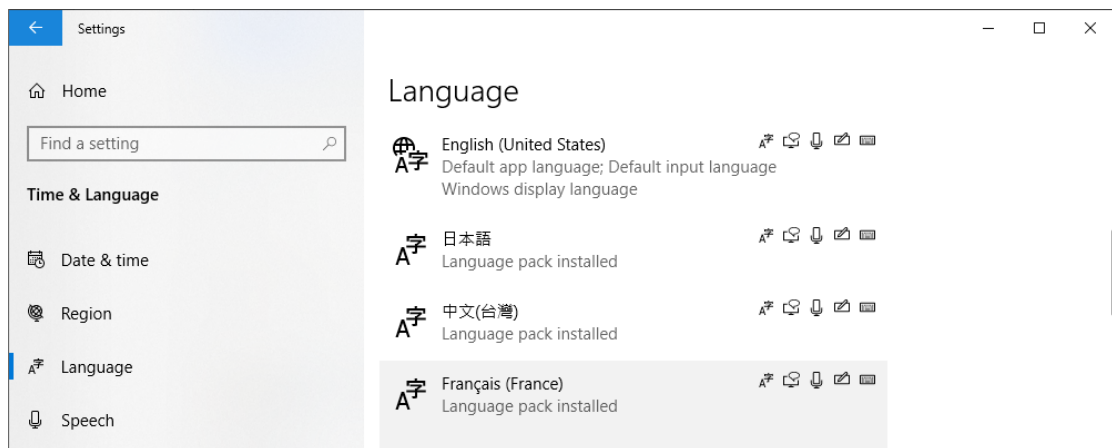 Settings
Home
Find a setting
Time & Language
Date & time
Region
Language
Speech
Language
English (United States)
Default app language; Default input language
Windows display language
日本語
Language pack installed
中文(台灣)
Language pack installed
Français (France)
Language pack installed